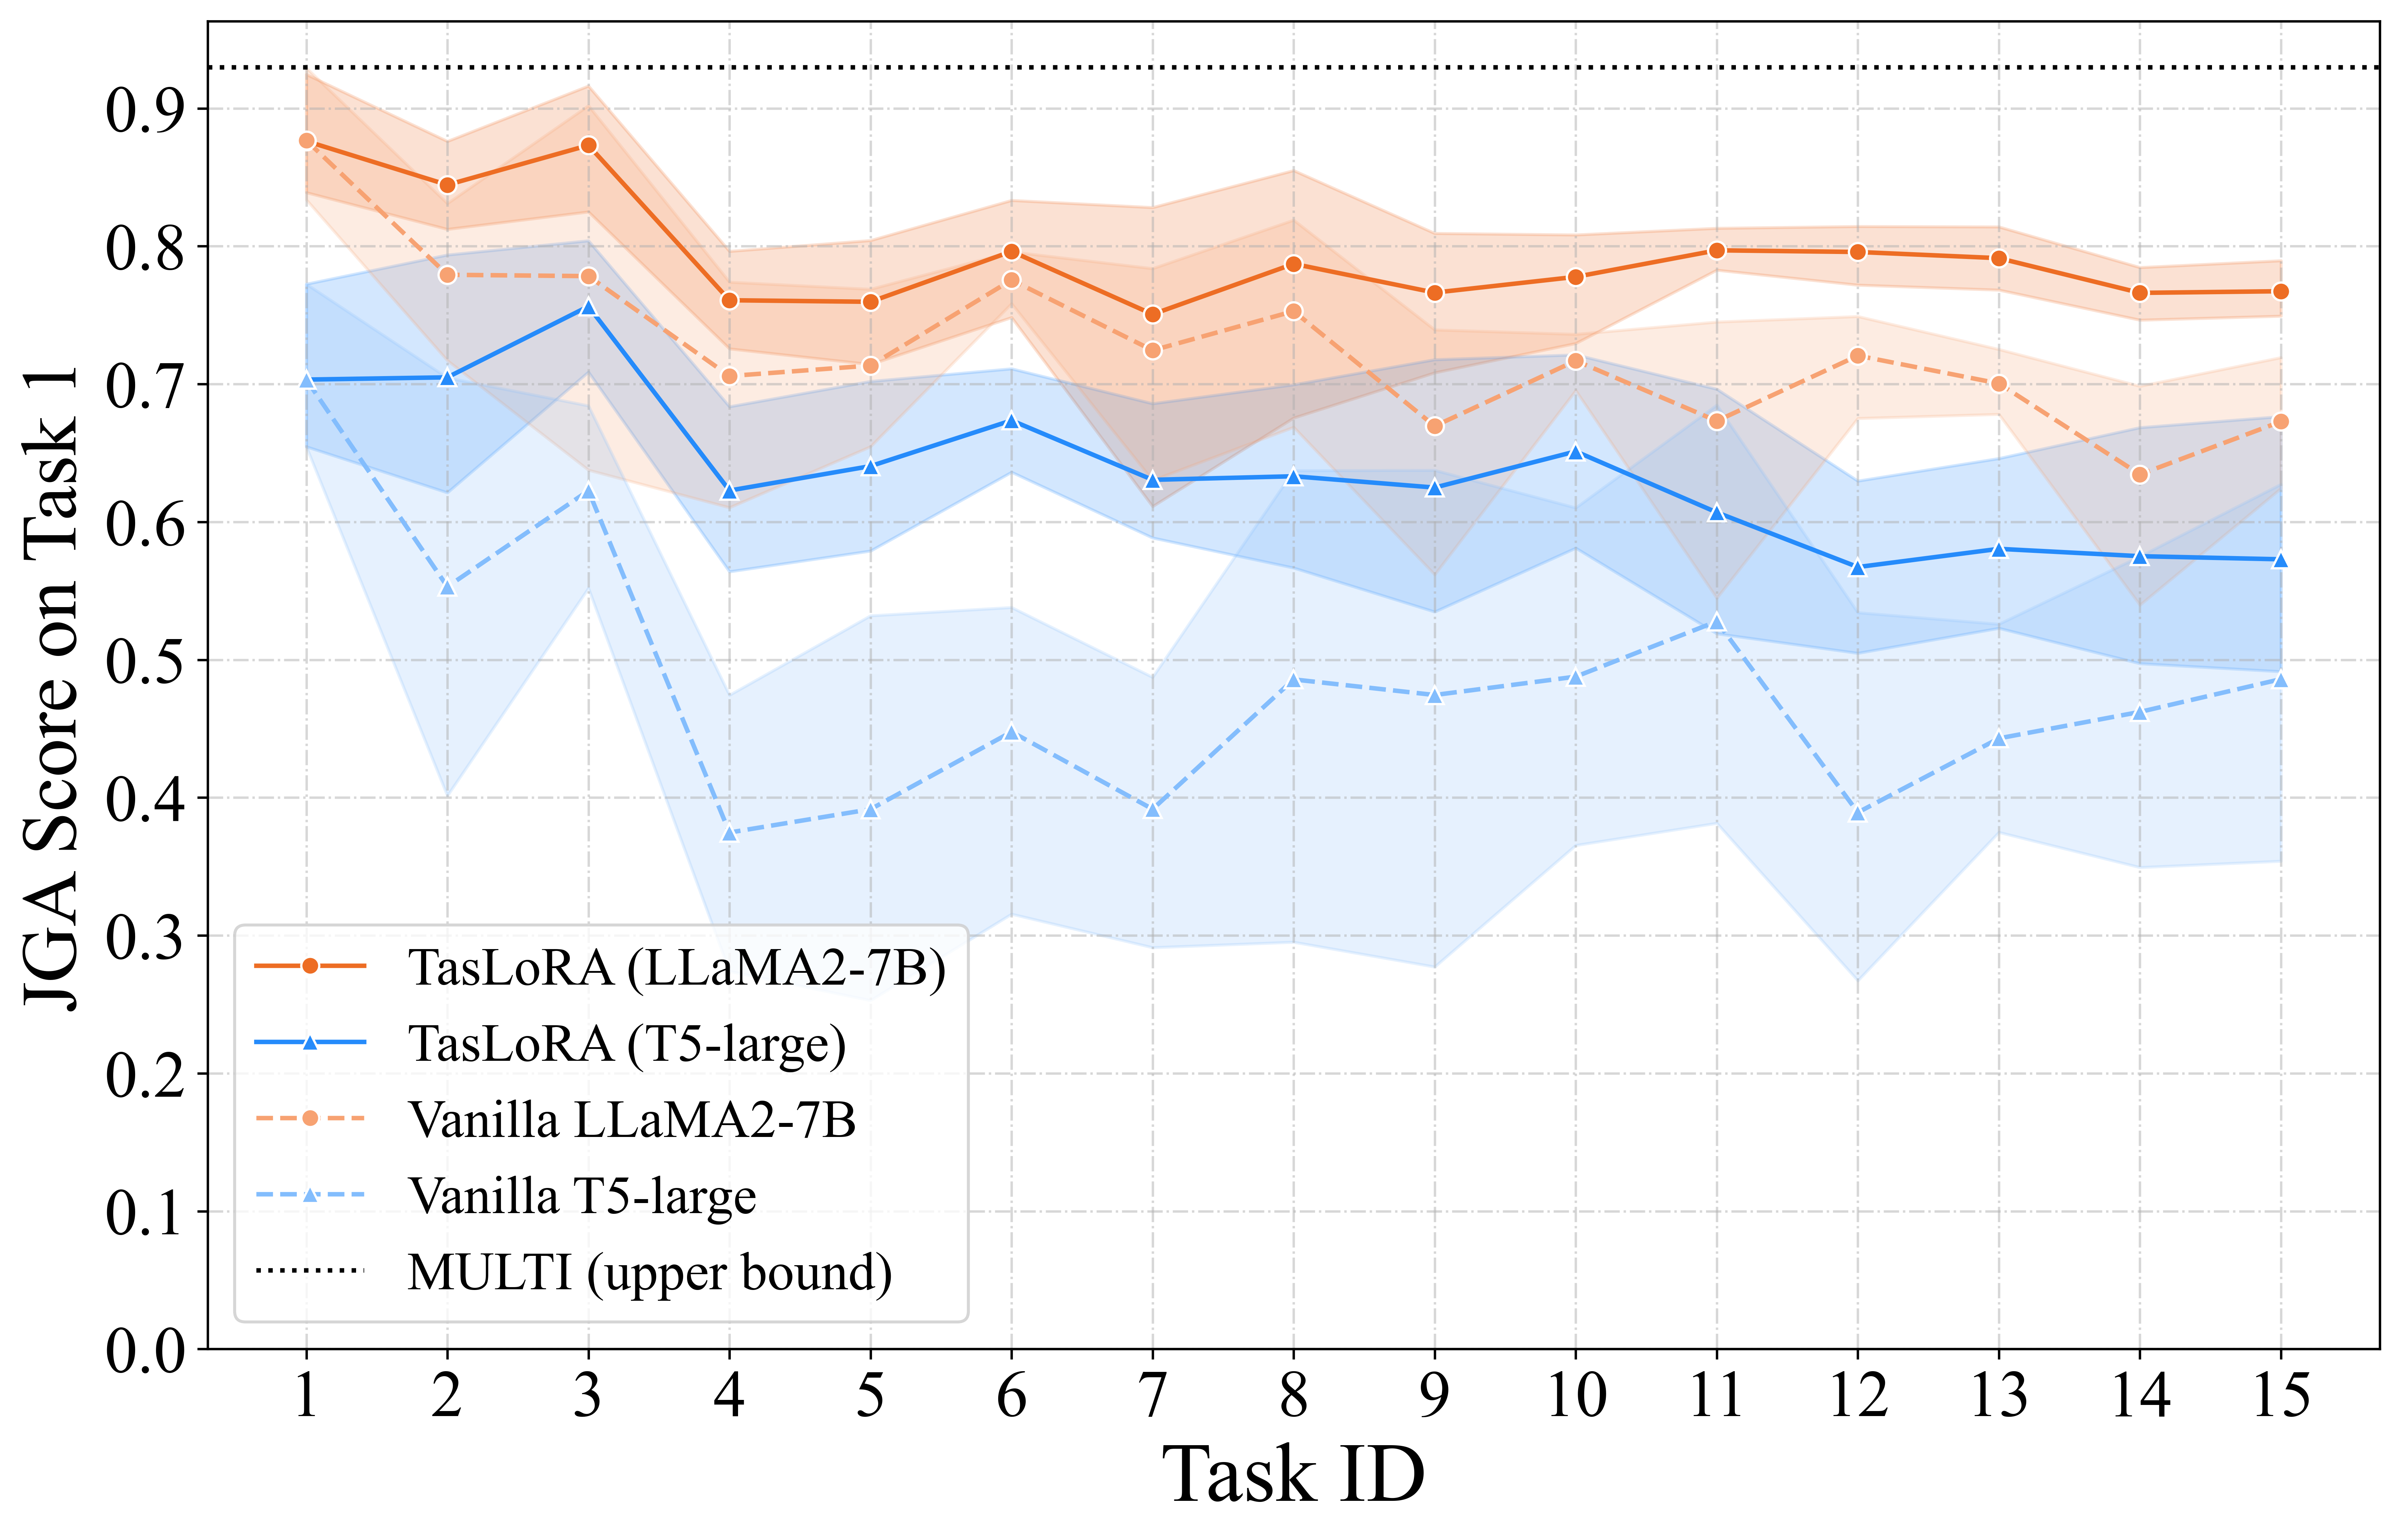 JGA Score on Task 1
0.9
0.8
0.7
0.6
0.5
0.4
0.3
0.2
0.1
0.0
TasLoRA (LLaMA2-7B)
TasLoRA (T5-large)
Vanilla LLaMA2-7B
Vanilla T5-large
MULTI (upper bound)
1 2 3 4 5 6 7 8 9 10 11 12 13 14 15
Task ID